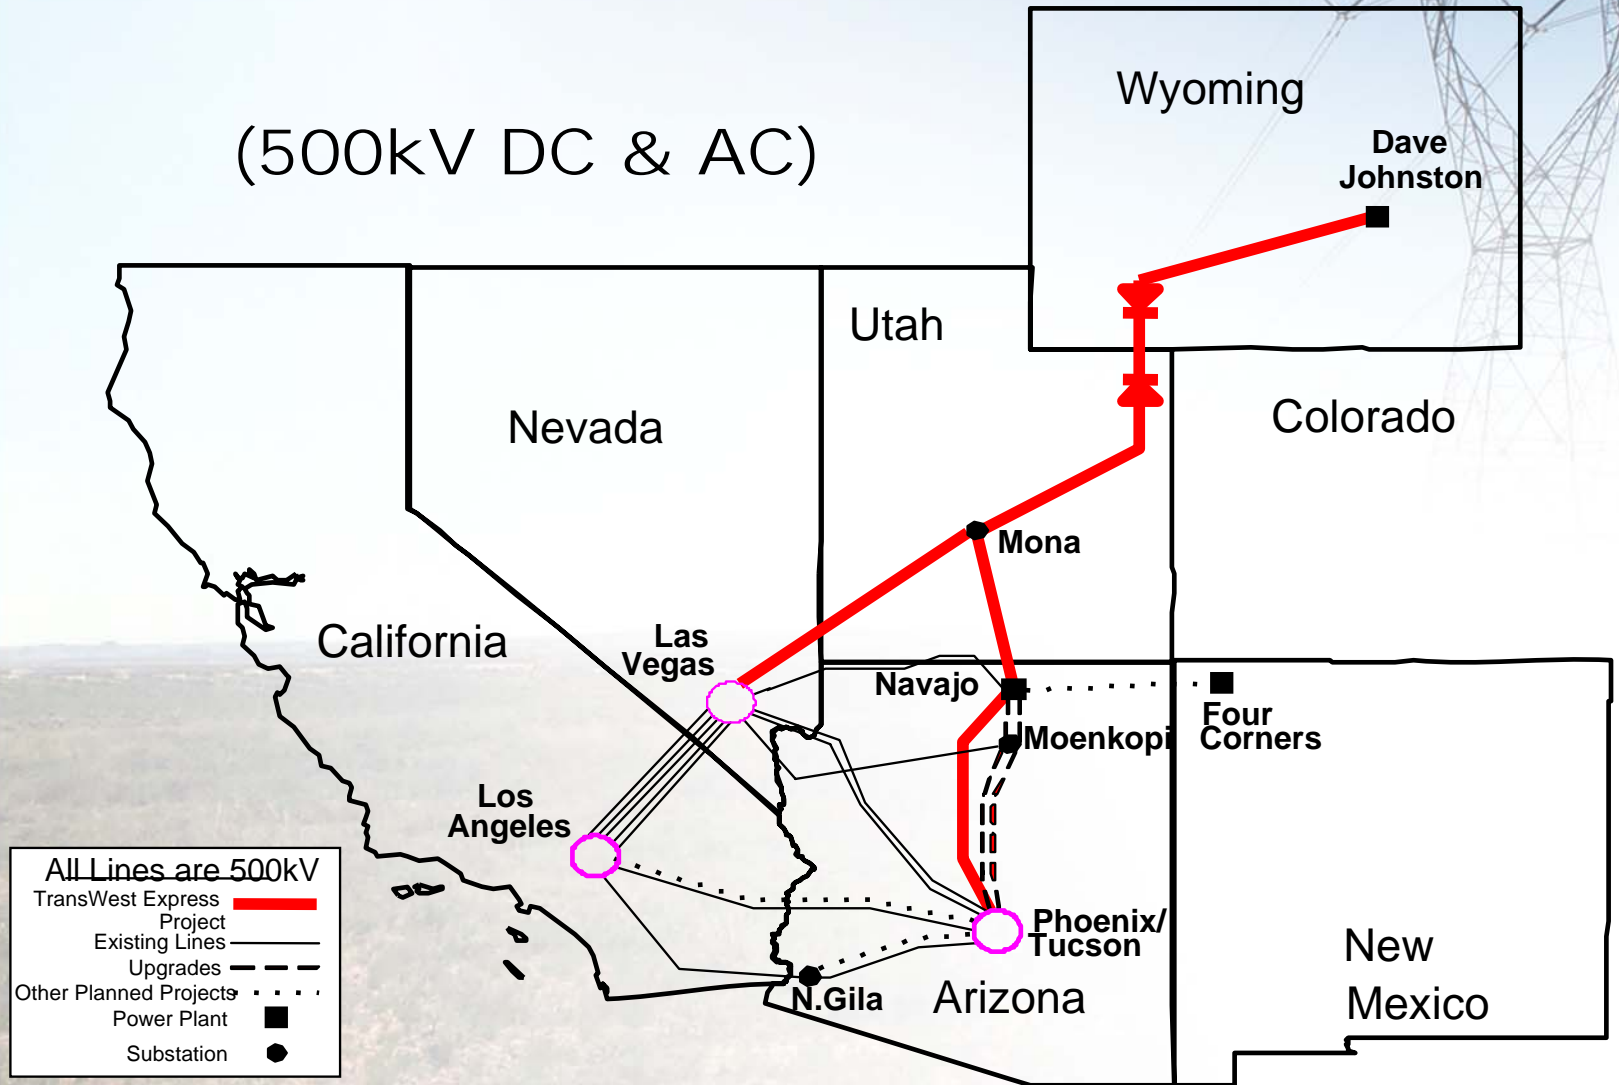 Wyoming
(500kV DC & AC)
Dave
Johnston
Utah
Nevada
Colorado
Mona
California
Las
Vegas
Navajo
Four
Corners
Moenkopi
Los
Angeles
Phoenix/
Tucson
New
Mexico
N.Gila
Arizona
All Lines are 500kV
TransWest Express
Project
Existing Lines
Upgrades
Other Planned Projects
Power Plant
Substation